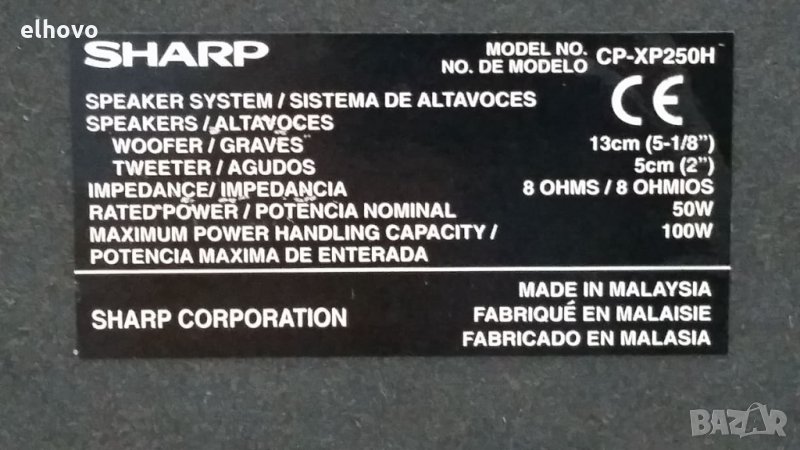 elhovo
SHARP
MODEL NO.
NO. DE MODELO CP-XP250H
SPEAKER SYSTEM / SISTEMA DE ALTAVOCES
CE
SPEAKERS / ALTAVOCES
WOOFER / GRAVES 13cm (5-1/8")
TWEETER / AGUDOS 5cm (2")
IMPEDANCE/ IMPEDANCIA 8 OHMS / 8 OHMIOS
RATED POWER / POTENCIA NOMINAL 50W
MAXIMUM POWER HANDLING CAPACITY / 100W
POTENCIA MAXIMA DE ENTERADA
SHARP CORPORATION
MADE IN MALAYSIA
FABRIQUÉ EN MALAISIE
FABRICADO EN MALASIA
BAZAR